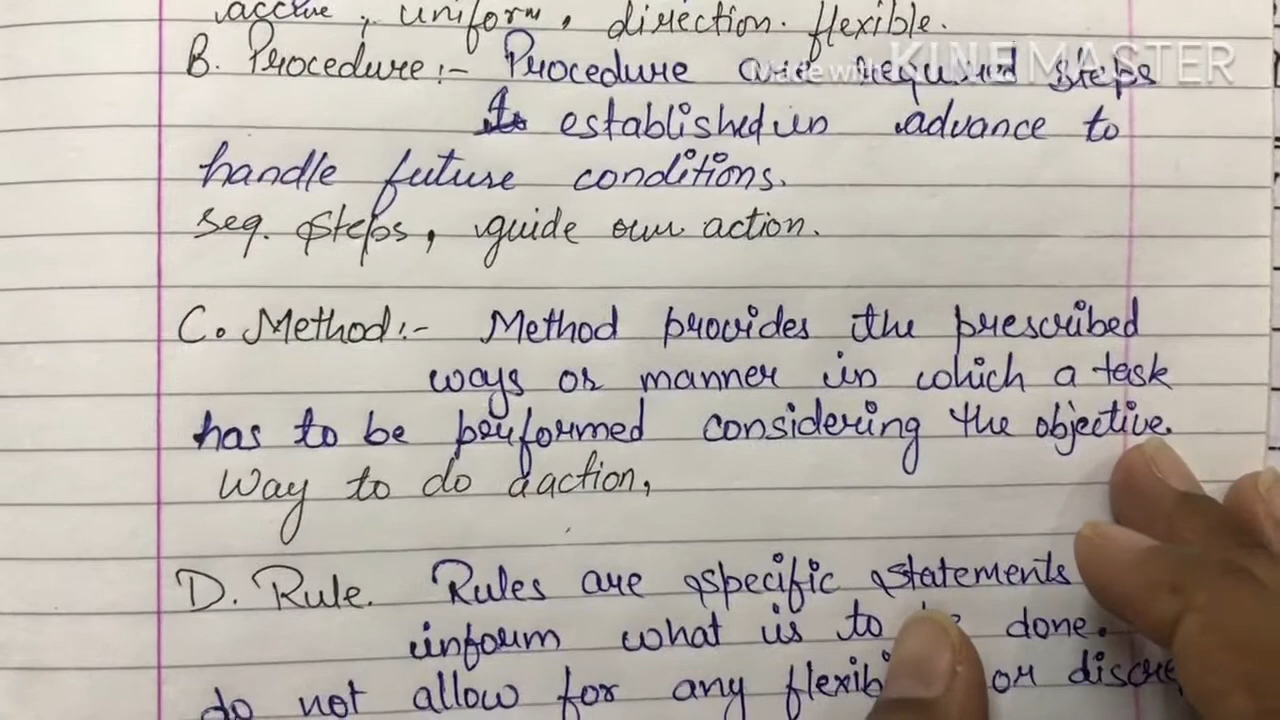 active, uniform, direction. flexible.
B. Procedure:- Procedure are required steps
established in advance to
handle future conditions.
seq. steps, guide our action.
C. Method:- Method provides the prescribed
ways or manner in which a task
has to be performed considering the objective.
Way to do action,
D. Rule. Rules are specific statements
inform what is to done.
do not allow for any or
Made with KINEMASTER